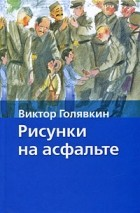 Виктор Голявкин
Рисунки
на асфальте